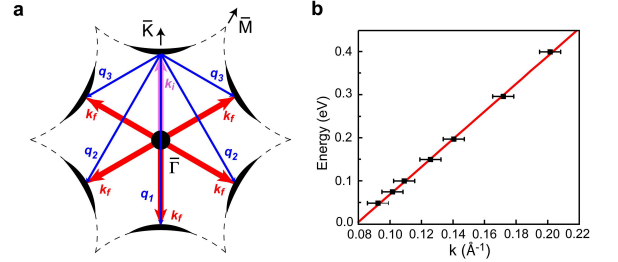 a
K̅
M̅
q3
q3
ki
kf
kf
Γ̅
q2
q2
kf
kf
q1
kf
b
Energy (eV)
0.4
0.3
0.2
0.1
0.0
0.08 0.10 0.12 0.14 0.16 0.18 0.20 0.22
k (Å-1)